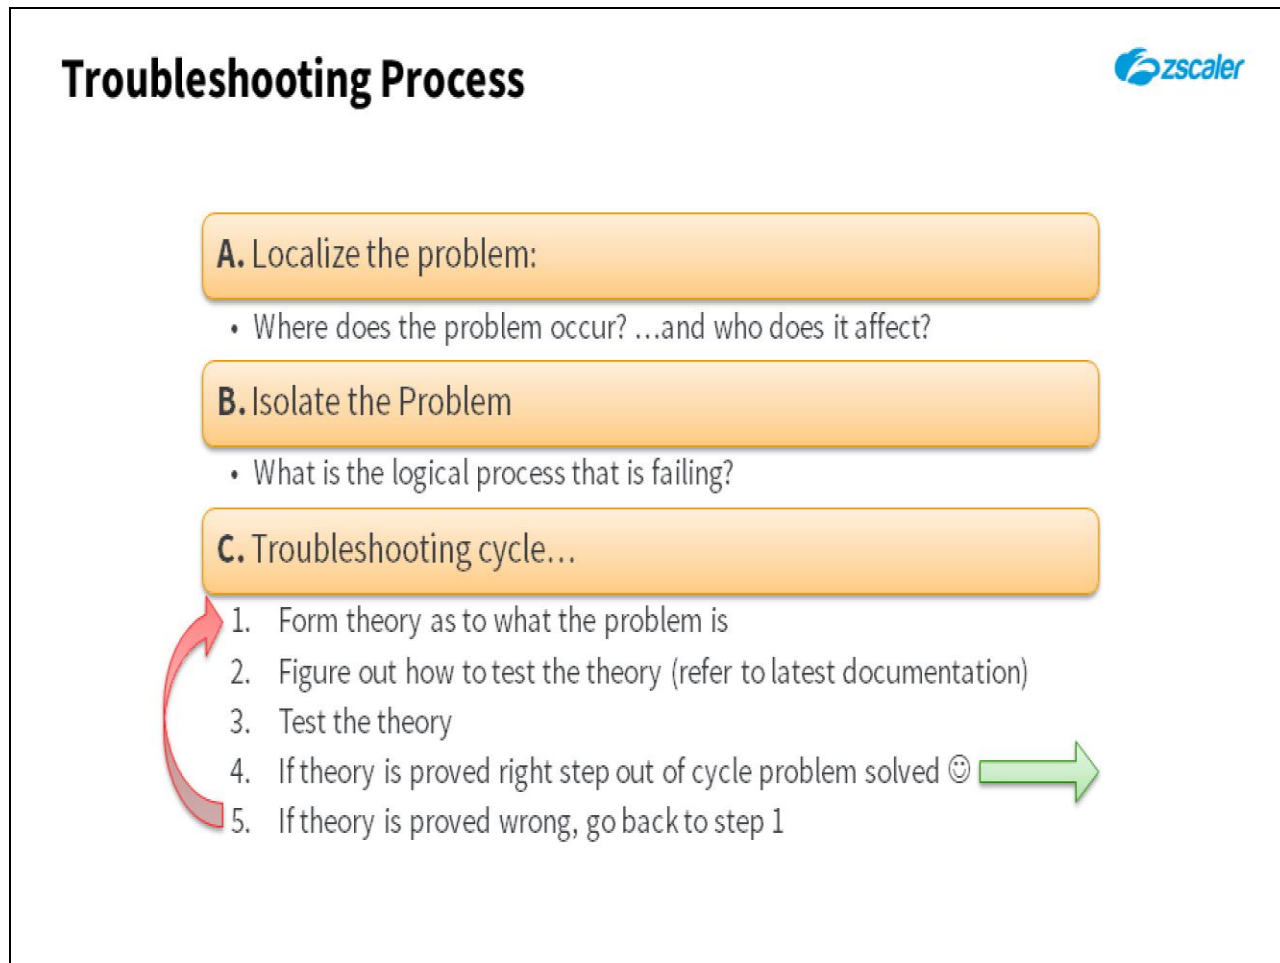 Troubleshooting Process
zscaler
A. Localize the problem:
• Where does the problem occur? ...and who does it affect?
B. Isolate the Problem
• What is the logical process that is failing?
C. Troubleshooting cycle...
1. Form theory as to what the problem is
2. Figure out how to test the theory (refer to latest documentation)
3. Test the theory
4. If theory is proved right step out of cycle problem solved ☺
5. If theory is proved wrong, go back to step 1